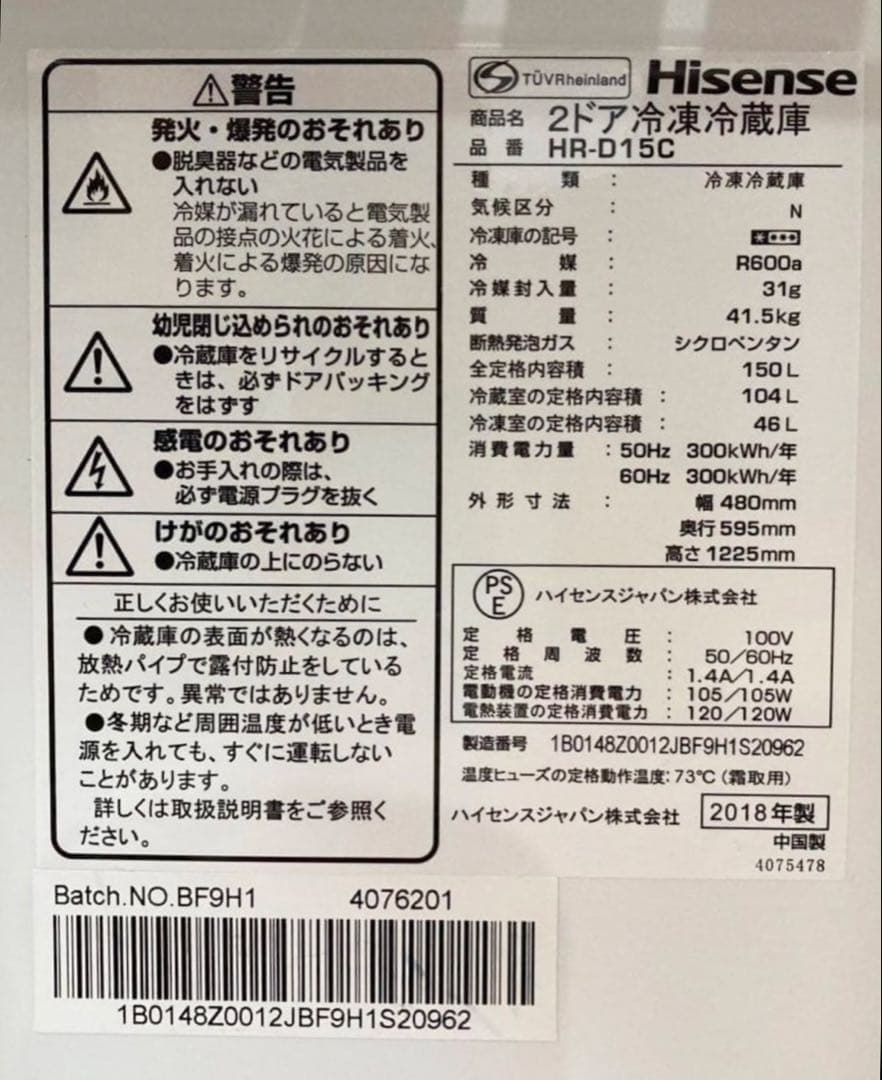 ⚠警告
発火・爆発のおそれあり
●脱臭器などの電気製品を
入れない
冷媒が漏れていると電気製
品の接点の火花による着火、
着火による爆発の原因にな
ります。
幼児閉じ込められのおそれあり
●冷蔵庫をリサイクルすると
きは、必ずドアパッキング
をはずす
感電のおそれあり
●お手入れの際は、
必ず電源プラグを抜く
けがのおそれあり
●冷蔵庫の上にのらない
正しくお使いいただくために
●冷蔵庫の表面が熱くなるのは、
放熱パイプで露付防止をしている
ためです。異常ではありません。
●冬期など周囲温度が低いとき電
源を入れても、すぐに運転しない
ことがあります。
詳しくは取扱説明書をご参照く
ださい。
TÜVRheinland Hisense
商品名 2ドア冷凍冷蔵庫
品番 HR-D15C
種類 : 冷凍冷蔵庫
気候区分 : N
冷凍庫の記号 :
冷媒 : R600a
冷媒封入量 : 31g
質量 : 41.5kg
断熱発泡ガス : シクロペンタン
全定格内容積 : 150L
冷蔵室の定格内容積 : 104L
冷凍室の定格内容積 : 46L
消費電力量 : 50Hz 300kWh/年
60Hz 300kWh/年
外形寸法 : 幅480mm
奥行595mm
高さ1225mm
PSE ハイセンスジャパン株式会社
定格電圧 : 100V
定格周波数 : 50/60Hz
定格電流 : 1.4A/1.4A
電動機の定格消費電力 : 105/105W
電熱装置の定格消費電力 : 120/120W
製造番号 1B0148Z0012JBF9H1S20962
温度ヒューズの定格動作温度:73℃(霜取用)
ハイセンスジャパン株式会社 2018年製
中国製
4075478
Batch.NO.BF9H1 4076201
1B0148Z0012JBF9H1S20962